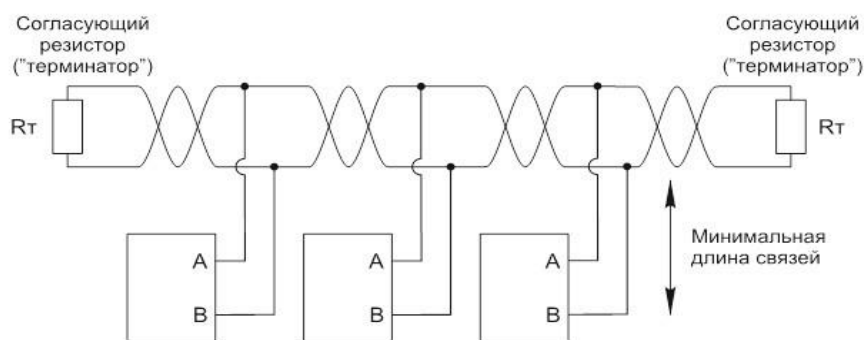 Согласующий
резистор
("терминатор")
Согласующий
резистор
("терминатор")
Rт
Rт
A
B
A
B
A
B
Минимальная
длина связей